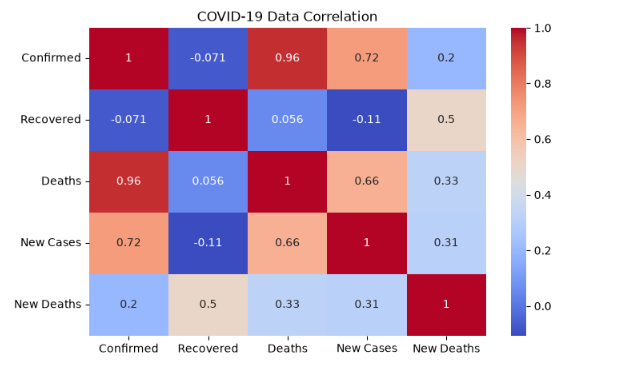 COVID-19 Data Correlation
Confirmed 1 -0.071 0.96 0.72 0.2
Recovered -0.071 1 0.056 -0.11 0.5
Deaths 0.96 0.056 1 0.66 0.33
New Cases 0.72 -0.11 0.66 1 0.31
New Deaths 0.2 0.5 0.33 0.31 1
Confirmed Recovered Deaths New Cases New Deaths
1.0
0.8
0.6
0.4
0.2
0.0